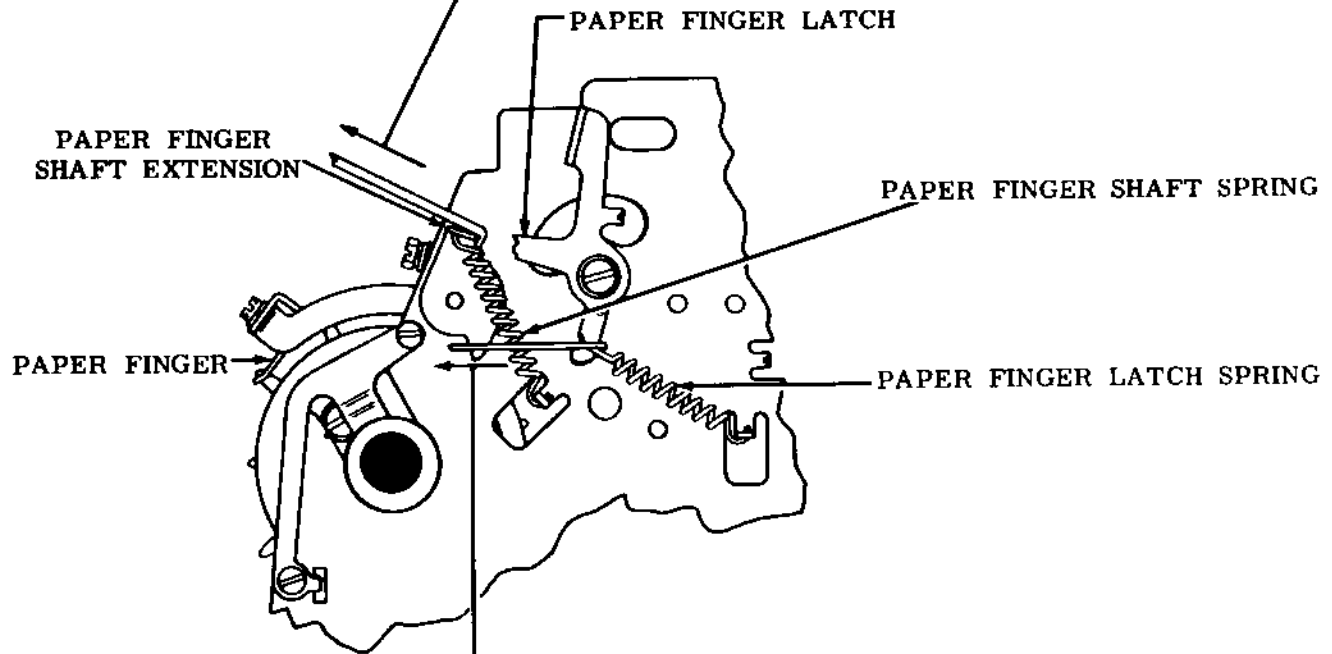 PAPER FINGER LATCH
PAPER FINGER
SHAFT EXTENSION
PAPER FINGER SHAFT SPRING
PAPER FINGER
PAPER FINGER LATCH SPRING